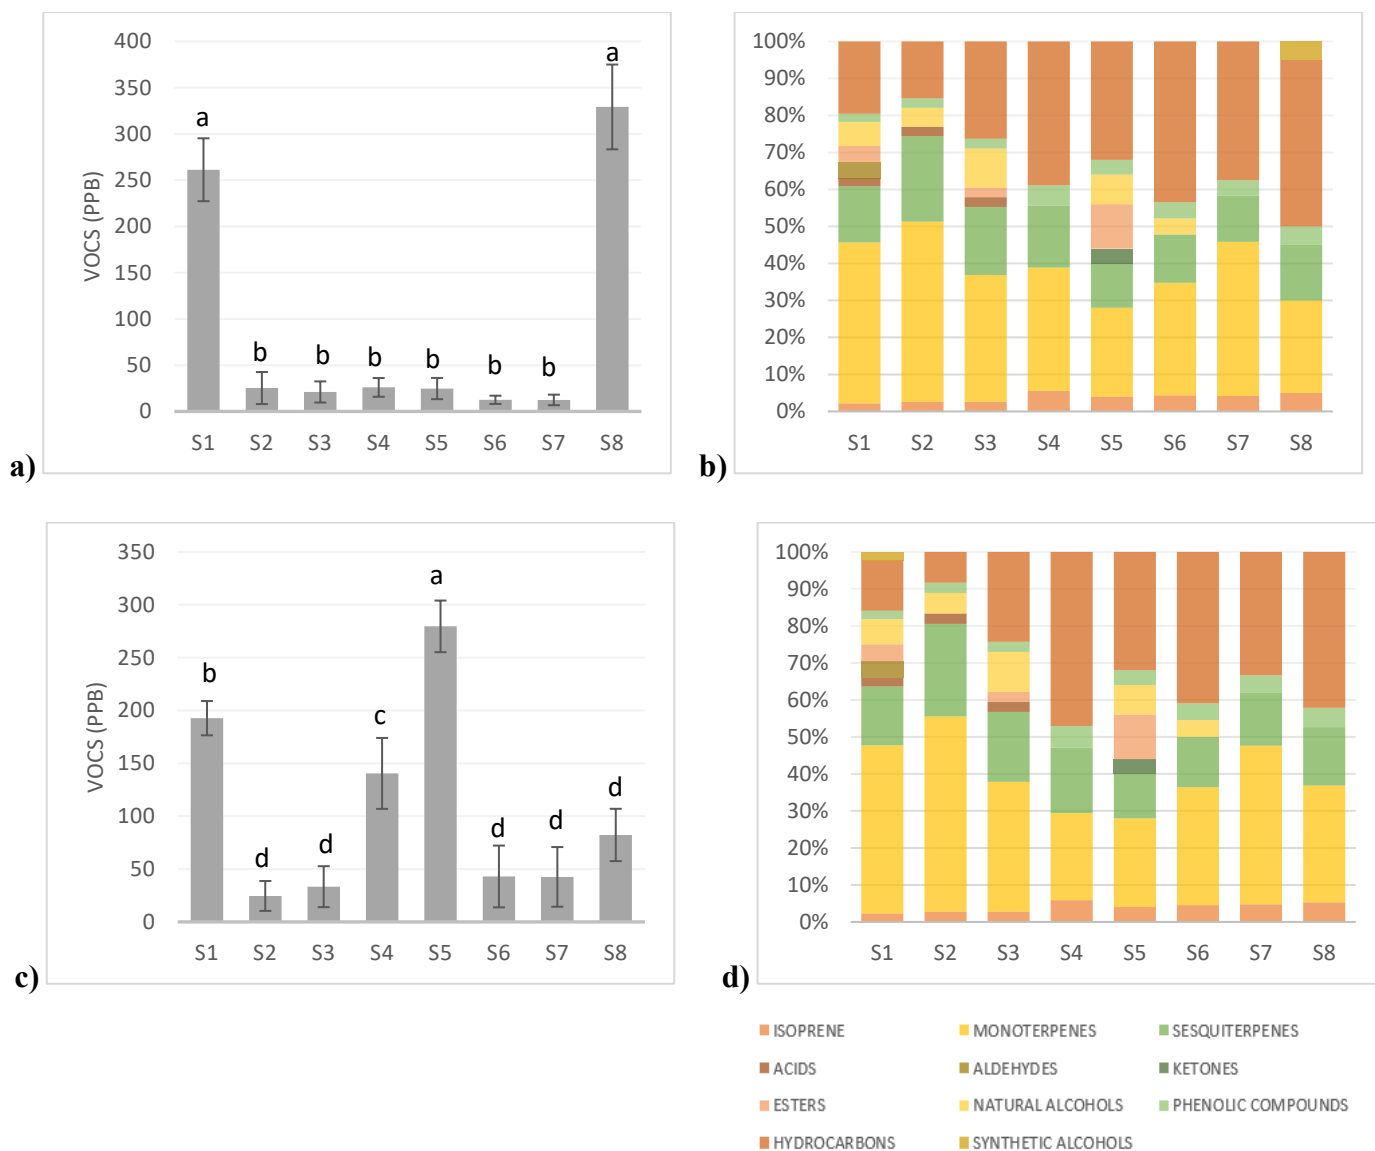 400
350
300
250
200
150
100
50
0
VOCS (PPB)
a
b
b
b
b
b
b
a
S1 S2 S3 S4 S5 S6 S7 S8
a)
100%
90%
80%
70%
60%
50%
40%
30%
20%
10%
0%
S1 S2 S3 S4 S5 S6 S7 S8
b)
350
300
250
200
150
100
50
0
VOCS (PPB)
b
d
d
c
a
d
d
d
S1 S2 S3 S4 S5 S6 S7 S8
c)
100%
90%
80%
70%
60%
50%
40%
30%
20%
10%
0%
S1 S2 S3 S4 S5 S6 S7 S8
d)
ISOPRENE MONOTERPENES SESQUITERPENES
ACIDS ALDEHYDES KETONES
ESTERS NATURAL ALCOHOLS PHENOLIC COMPOUNDS
HYDROCARBONS SYNTHETIC ALCOHOLS